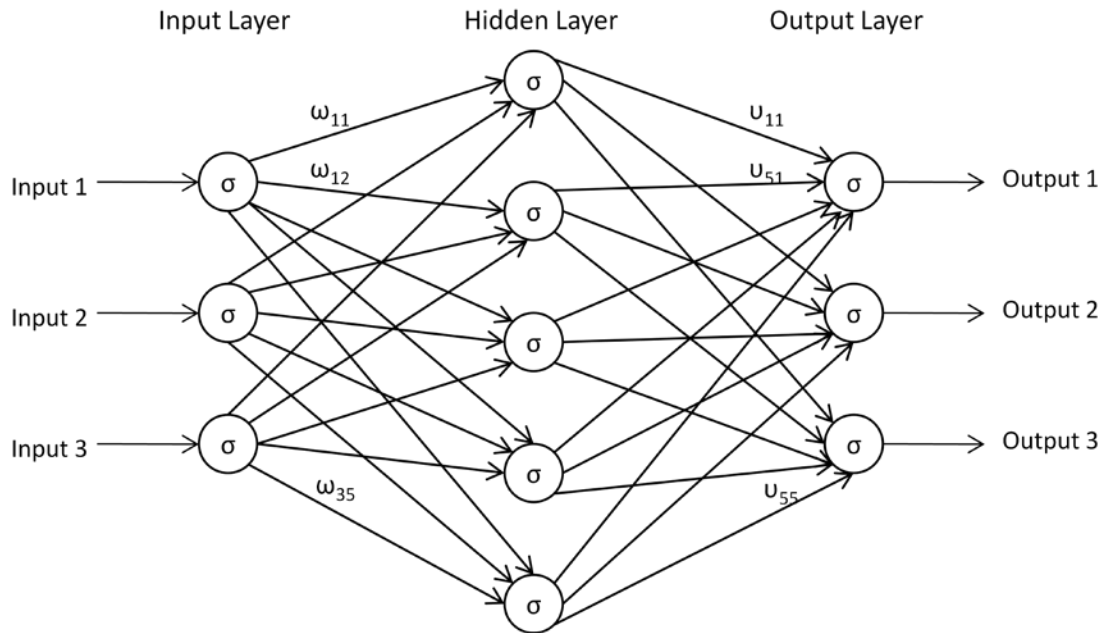 Input Layer Hidden Layer Output Layer
σ
ω₁₁ υ₁₁
Input 1 σ ω₁₂ υ₅₁ σ Output 1
σ
Input 2 σ σ Output 2
σ
Input 3 σ σ Output 3
σ
ω₃₅ υ₅₅
σ